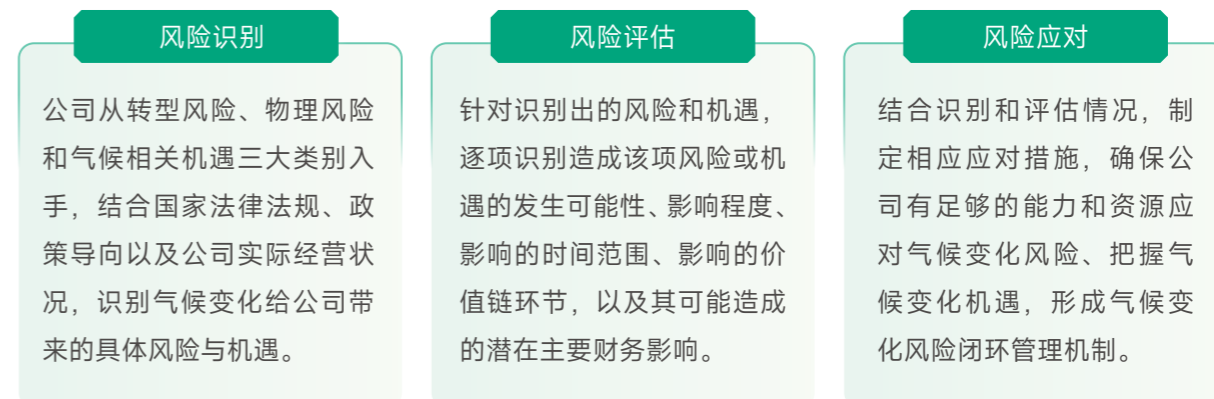 风险识别
公司从转型风险、物理风险
和气候相关机遇三大类别入
手，结合国家法律法规、政
策导向以及公司实际经营状
况，识别气候变化给公司带
来的具体风险与机遇。
风险评估
针对识别出的风险和机遇，
逐项识别造成该项风险或机
遇的发生可能性、影响程度、
影响的时间范围、影响的价
值链环节，以及其可能造成
的潜在主要财务影响。
风险应对
结合识别和评估情况，制
定相应应对措施，确保公
司有足够的能力和资源应
对气候变化风险、把握气
候变化机遇，形成气候变
化风险闭环管理机制。